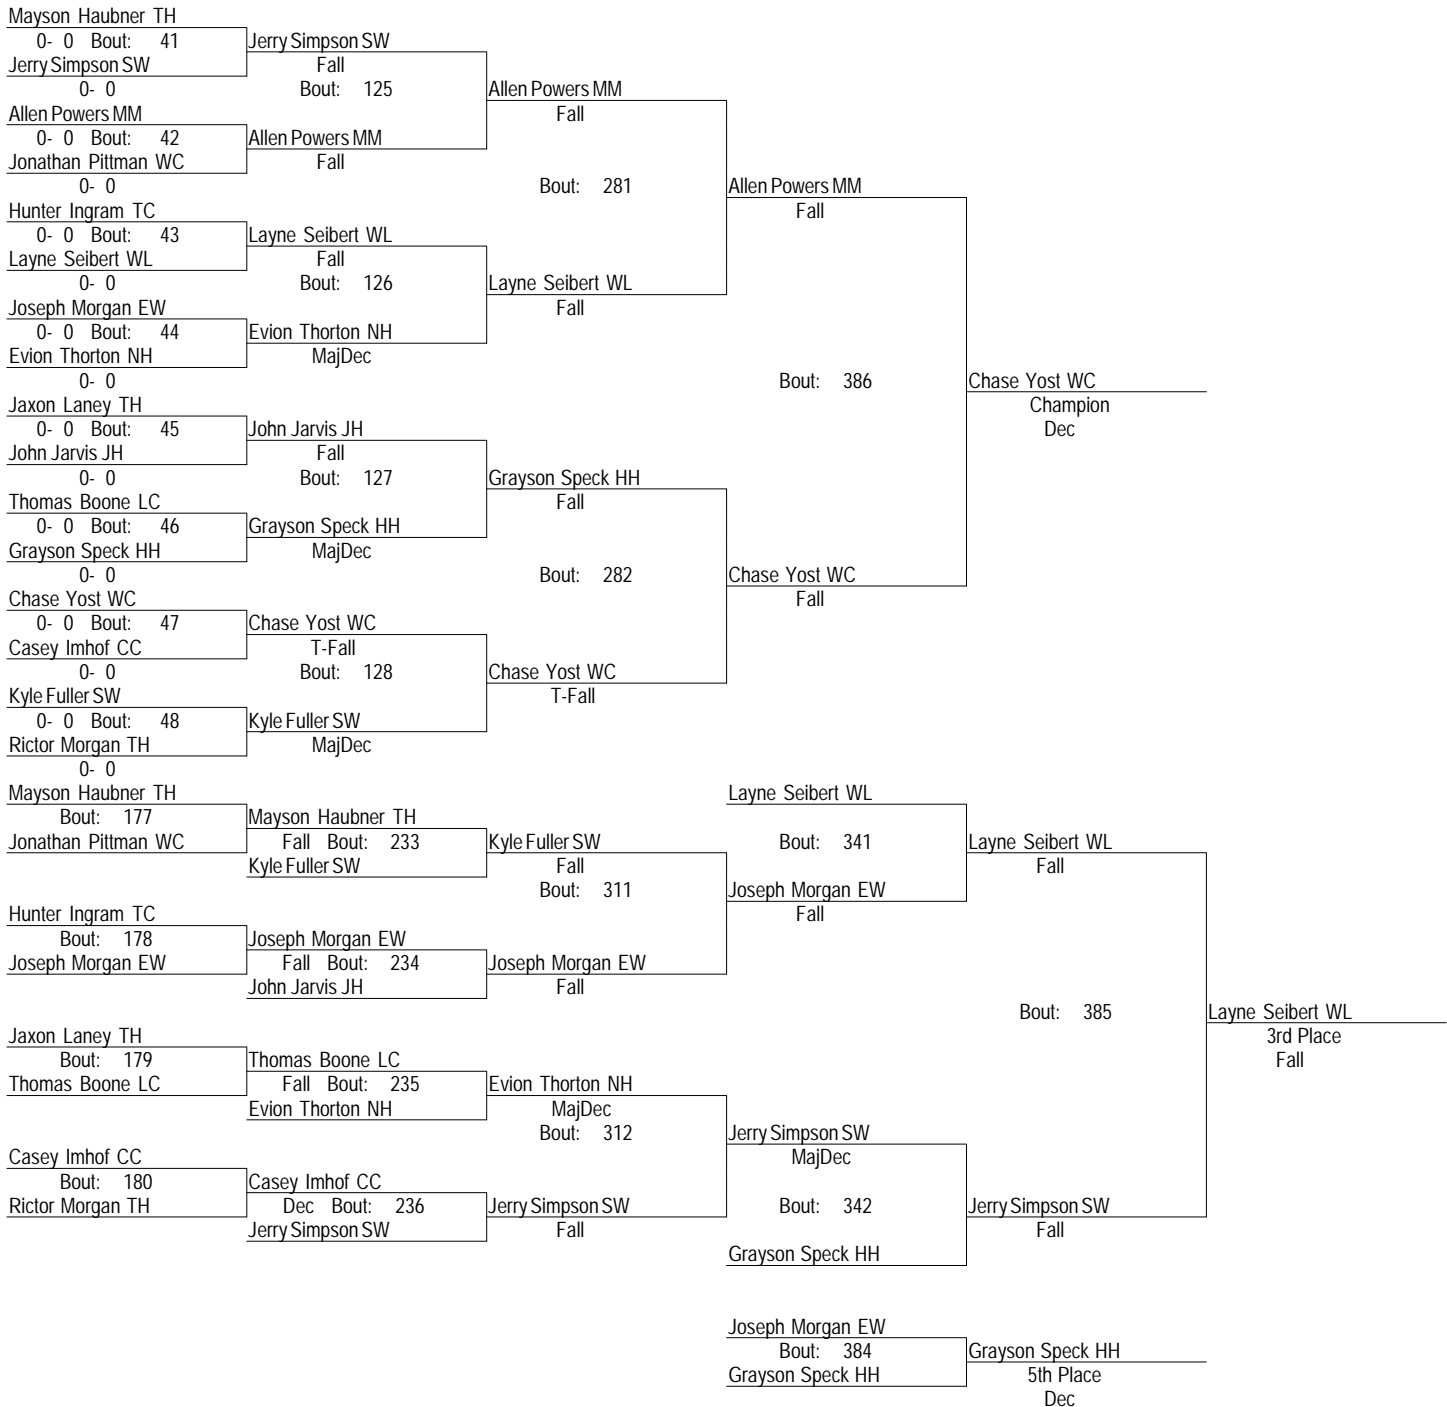 Mayson Haubner TH
0- 0 Bout: 41 Jerry Simpson SW
Jerry Simpson SW Fall
0- 0 Bout: 125 Allen Powers MM
Allen Powers MM Fall
0- 0 Bout: 42 Allen Powers MM
Jonathan Pittman WC Fall
0- 0 Bout: 281 Allen Powers MM
Hunter Ingram TC Fall
0- 0 Bout: 43 Layne Seibert WL
Layne Seibert WL Fall
0- 0 Bout: 126 Layne Seibert WL
Joseph Morgan EW Fall
0- 0 Bout: 44 Evion Thorton NH
Evion Thorton NH MajDec
0- 0 Bout: 386 Chase Yost WC
Jaxon Laney TH Champion
0- 0 Bout: 45 John Jarvis JH Dec
John Jarvis JH Fall
0- 0 Bout: 127 Grayson Speck HH
Thomas Boone LC Fall
0- 0 Bout: 46 Grayson Speck HH
Grayson Speck HH MajDec
0- 0 Bout: 282 Chase Yost WC
Chase Yost WC Fall
0- 0 Bout: 47 Chase Yost WC
Casey Imhof CC T-Fall
0- 0 Bout: 128 Chase Yost WC
Kyle Fuller SW T-Fall
0- 0 Bout: 48 Kyle Fuller SW
Rictor Morgan TH MajDec
0- 0
Mayson Haubner TH Layne Seibert WL
Bout: 177 Mayson Haubner TH
Jonathan Pittman WC Fall Bout: 233 Kyle Fuller SW Bout: 341 Layne Seibert WL
Kyle Fuller SW Fall Fall
Bout: 311 Joseph Morgan EW
Hunter Ingram TC Fall
Bout: 178 Joseph Morgan EW
Joseph Morgan EW Fall Bout: 234 Joseph Morgan EW
John Jarvis JH Fall
Bout: 385 Layne Seibert WL
Jaxon Laney TH 3rd Place
Bout: 179 Thomas Boone LC Fall
Thomas Boone LC Fall Bout: 235 Evion Thorton NH
Evion Thorton NH MajDec
Bout: 312 Jerry Simpson SW
Casey Imhof CC MajDec
Bout: 180 Casey Imhof CC
Rictor Morgan TH Dec Bout: 236 Jerry Simpson SW Bout: 342 Jerry Simpson SW
Jerry Simpson SW Fall Fall
Grayson Speck HH
Joseph Morgan EW
Bout: 384 Grayson Speck HH
Grayson Speck HH 5th Place
Dec